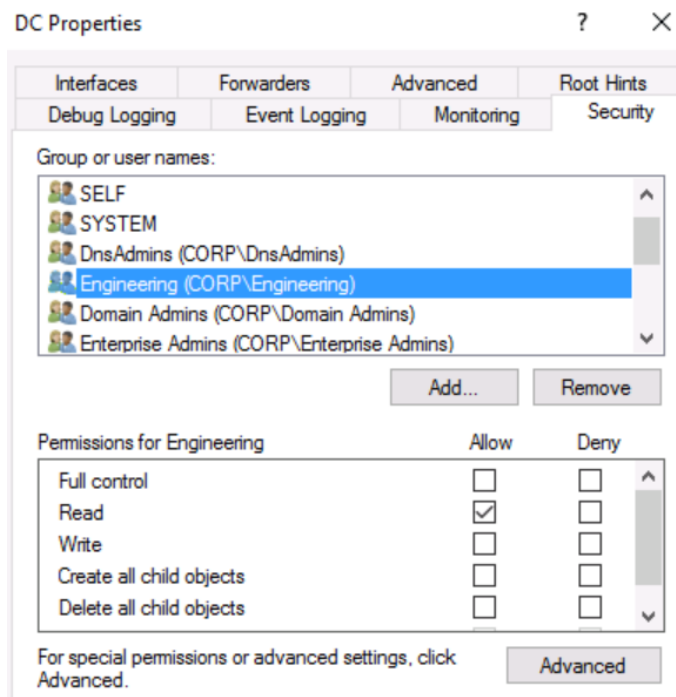 DC Properties ?
Interfaces Forwarders Advanced Root Hints
Debug Logging Event Logging Monitoring Security
Group or user names:
SELF
SYSTEM
DnsAdmins (CORP\DnsAdmins)
Engineering (CORP\Engineering)
Domain Admins (CORP\Domain Admins)
Enterprise Admins (CORP\Enterprise Admins)
Add... Remove
Permissions for Engineering Allow Deny
Full control
Read
Write
Create all child objects
Delete all child objects
For special permissions or advanced settings, click
Advanced. Advanced